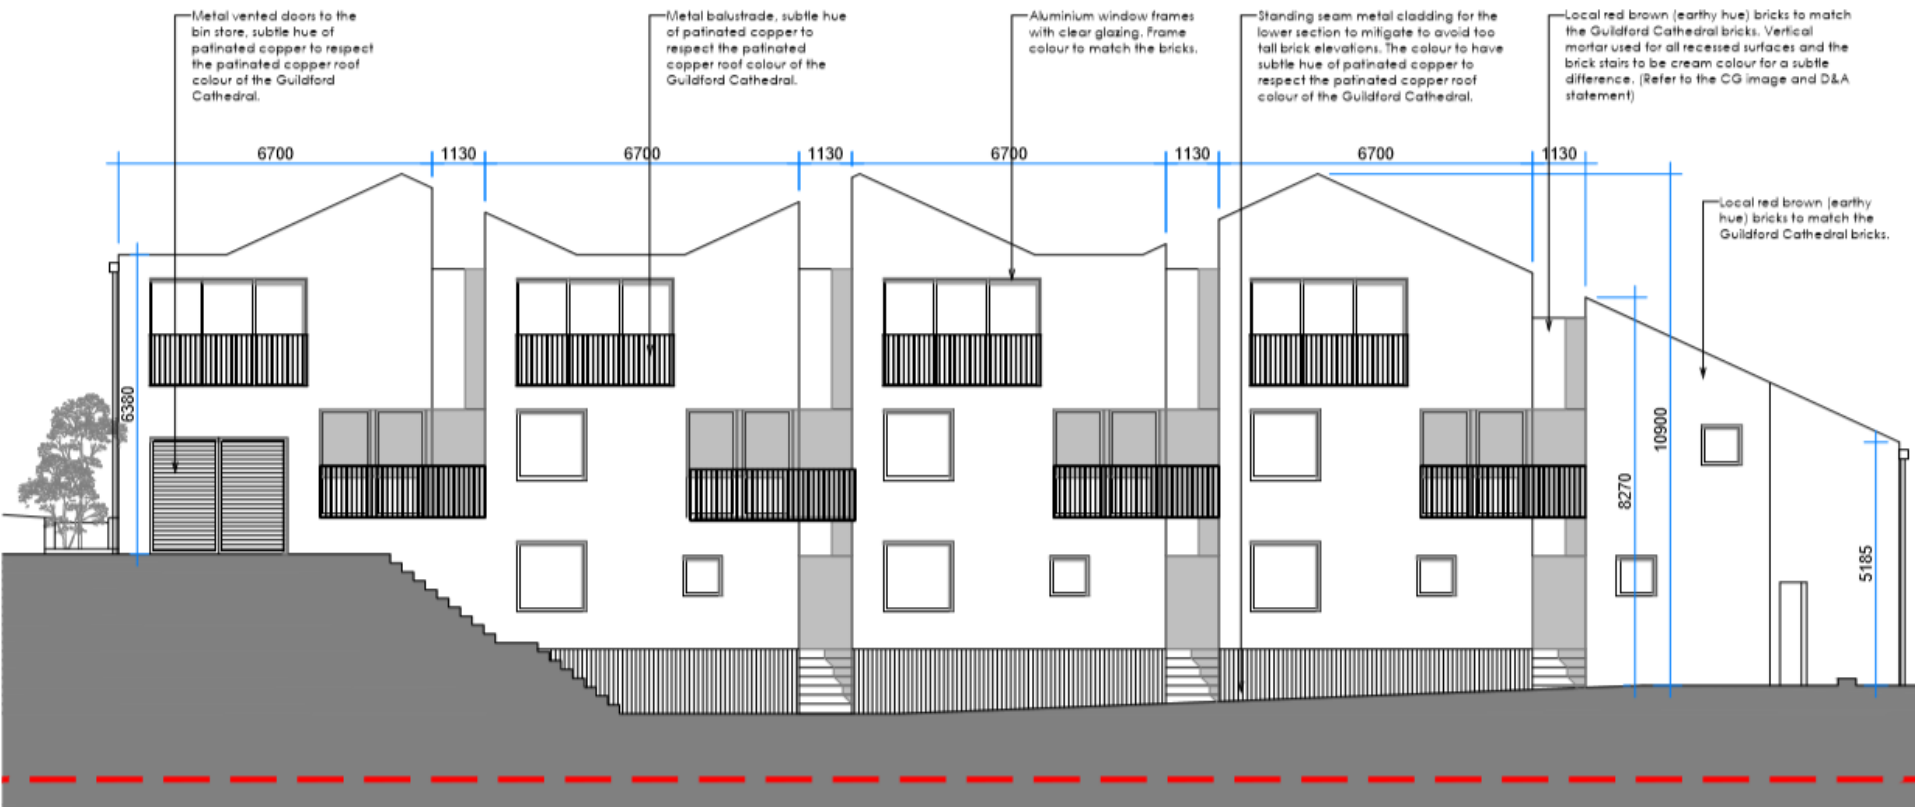 Metal vented doors to the
bin store, subtle hue of
patinated copper to respect
the patinated copper roof
colour of the Guildford
Cathedral.
Metal balustrade, subtle hue
of patinated copper to
respect the patinated
copper roof colour of the
Guildford Cathedral.
Aluminium window frames
with clear glazing. Frame
colour to match the bricks.
Standing seam metal cladding for the
lower section to mitigate to avoid too
tall brick elevations. The colour to have
subtle hue of patinated copper to
respect the patinated copper roof
colour of the Guildford Cathedral.
Local red brown (earthy hue) bricks to match
the Guildford Cathedral bricks. Vertical
mortar used for all recessed surfaces and the
brick stairs to be cream colour for a subtle
difference. (Refer to the CG image and D&A
statement)
6700
1130
6700
1130
6700
1130
6700
1130
Local red brown (earthy
hue) bricks to match the
Guildford Cathedral bricks.
6380
10900
8270
5185